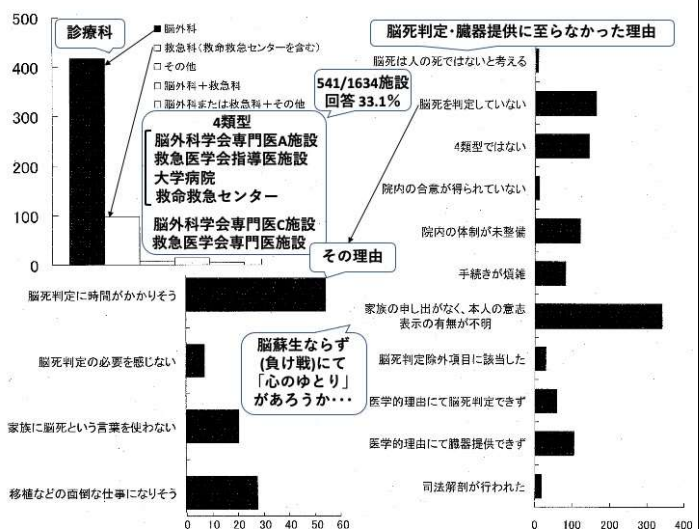 500
400
300
200
100
0
診療科
脳外科
救急科(救命救急センターを含む)
その他
脳外科+救急科
脳外科または救急科+その他
541/1634施設
回答 33.1%
4類型
脳外科学会専門医A施設
救急医学会指導医施設
大学病院
救命救急センター
脳外科学会専門医C施設
救急医学会専門医施設
その理由
脳死判定に時間がかかりそう
脳死判定の必要を感じない
家族に脳死という言葉を使わない
移植などの面倒な仕事になりそう
0 10 20 30 40 50 60
脳蘇生ならず
(負け戦)にて
「心のゆとり」
があろうか・・・
脳死判定・臓器提供に至らなかった理由
脳死は人の死ではないと考える
脳死を判定していない
4類型ではない
院内の合意が得られていない
院内の体制が未整備
手続きが煩雑
家族の申し出がなく、本人の意志
表示の有無が不明
脳死判定除外項目に該当した
医学的理由にて脳死判定できず
医学的理由にて臓器提供できず
司法解剖が行われた
0 100 200 300 400